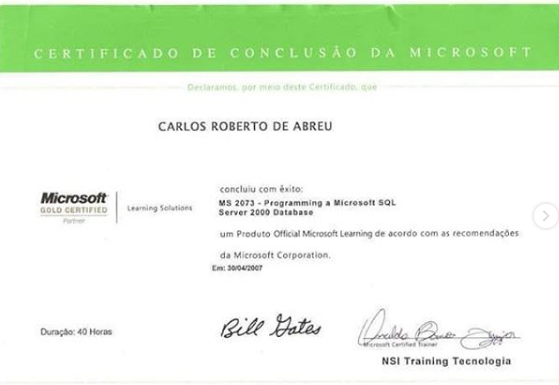 CERTIFICADO DE CONCLUSÃO DA MICROSOFT
Declaramos, por meio deste Certificado, que
CARLOS ROBERTO DE ABREU
concluiu com êxito:
MS 2073 - Programming a Microsoft SQL
Server 2000 Database
um Produto Official Microsoft Learning de acordo com as recomendações
da Microsoft Corporation.
Em: 30/04/2007
Microsoft
GOLD CERTIFIED
Partner
Learning Solutions
Duração: 40 Horas
Bill Gates
Microsoft Certified Trainer
NSI Training Tecnologia